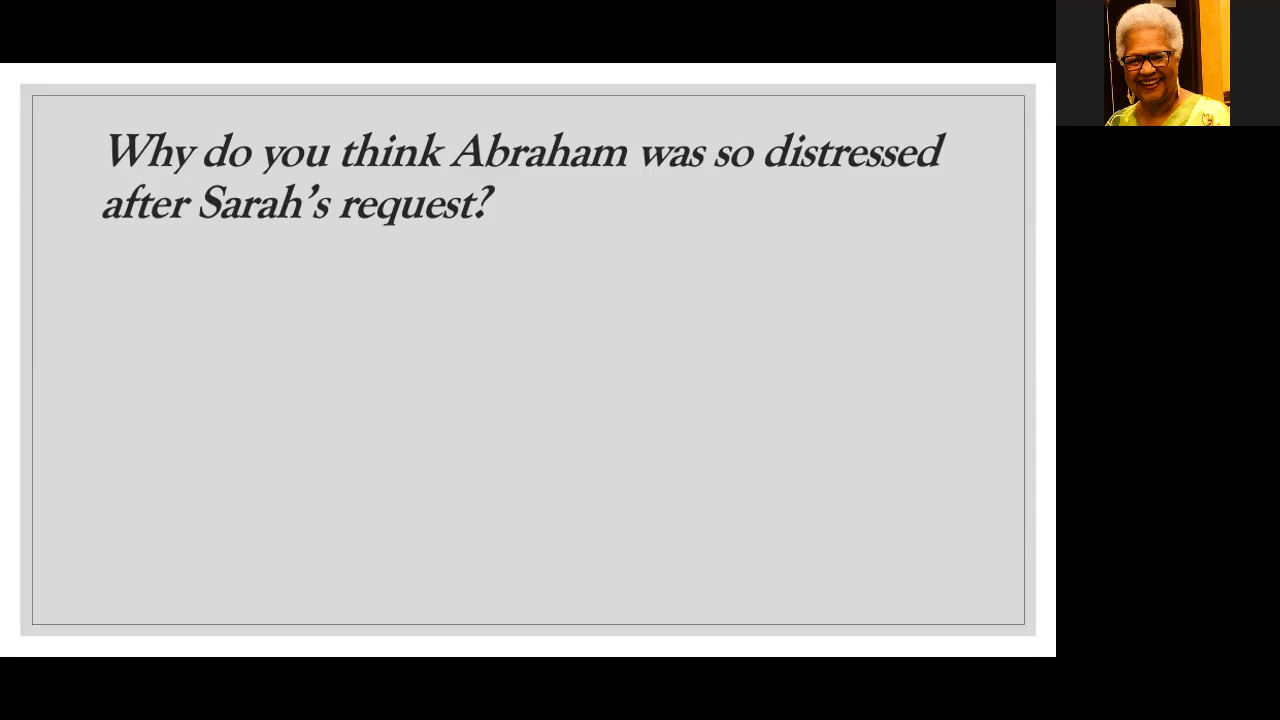 Why do you think Abraham was so distressed
after Sarah’s request?